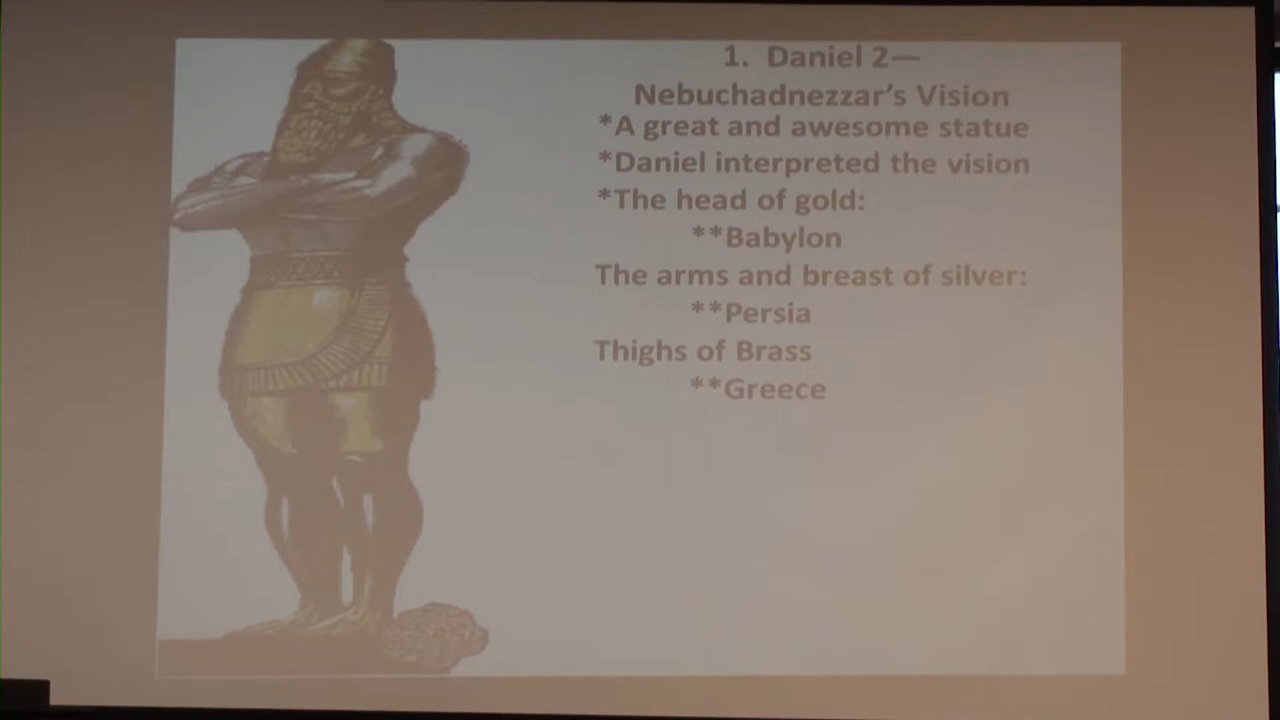 1. Daniel 2—
Nebuchadnezzar's Vision
*A great and awesome statue
*Daniel interpreted the vision
*The head of gold:
**Babylon
The arms and breast of silver:
**Persia
Thighs of Brass
**Greece